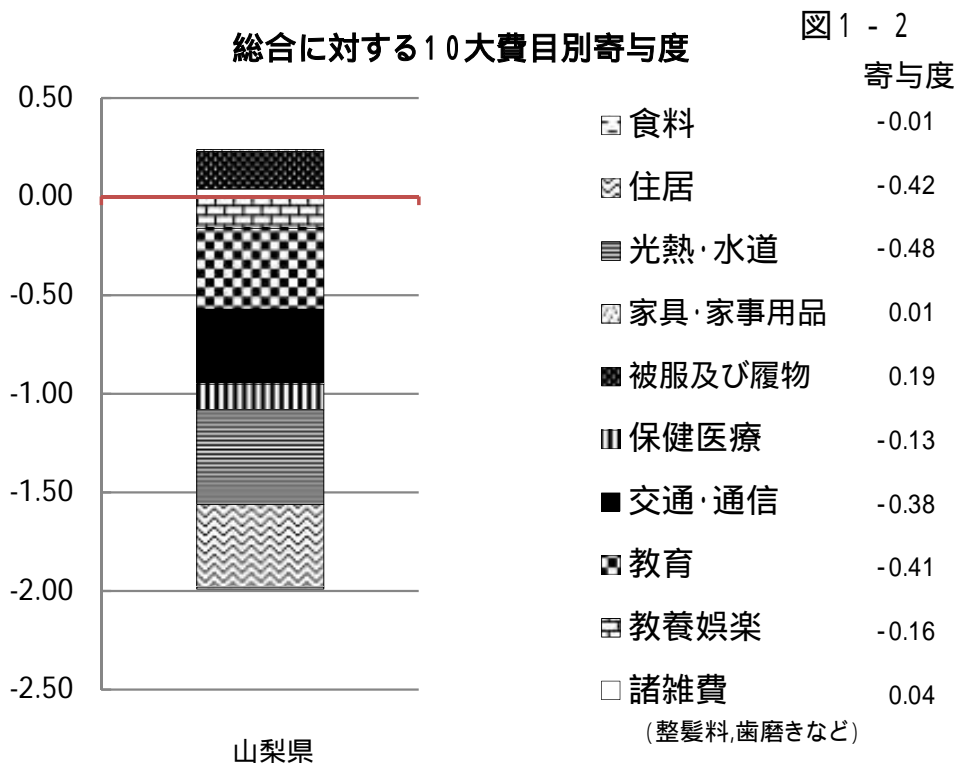 図1-2
総合に対する10大費目別寄与度
寄与度
0.50
0.00
-0.50
-1.00
-1.50
-2.00
-2.50
山梨県
食料 -0.01
住居 -0.42
光熱・水道 -0.48
家具・家事用品 0.01
被服及び履物 0.19
保健医療 -0.13
交通・通信 -0.38
教育 -0.41
教養娯楽 -0.16
諸雑費 0.04
(整髪料,歯磨きなど)